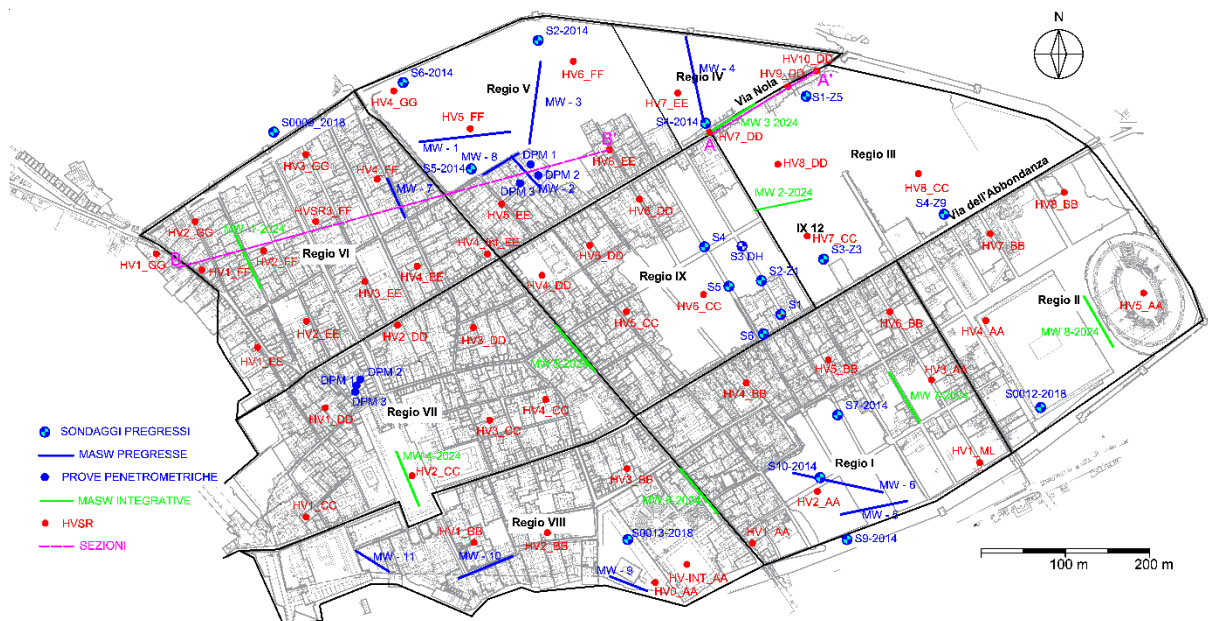 S2-2014
N
HV10_DD
MW - 4
HV9_DD
HV6_FF
A'
S6-2014
Regio IV
Regio V
HV4_GG
HV7_EE
Via Nola
S1-Z5
MW - 3
S4-2014
MW 3 2024
S0008_2018
HV5_FF
HV7_DD
B'
A
MW - 1
MW - 8
HV3_GG
DPM 1
HV6_EE
Regio III
S5-2014
DPM 2
HV8_DD
HV4_FF
HV8_CC
MW - 7
DPM 3
MW - 2
Via dell'Abbondanza
MW 2-2024
HV8_BB
HV5_EE
HV6_DD
S4-Z9
HV2_GG
HVSR3_FF
MW-1-2024
IX 12
HV7_CC
HV7_BB
HV4_Int_EE
S4
S3 DH
S3-Z3
HV2_FF
Regio VI
HV5_DD
HV1_GG
B
HV1_FF
HV4_EE
Regio IX
S2-Z1
HV4_DD
HV3_EE
S5
HV5_AA
HV6_CC
Regio II
S1
HV5_CC
HV6_BB
HV4_AA
HV2_EE
HV2_DD
HV3_DD
S6
MW 8-2024
HV1_EE
MW 5-2024
HV5_BB
DPM 2
DPM 1
HV3_AA
HV4_BB
DPM 3
MW 7-2024
S0012-2018
HV1_DD
Regio VII
HV4_CC
S7-2014
HV3_CC
SONDAGGI PREGRESSI
MW-4-2024
HV1_ML
MASW PREGRESSE
S10-2014
Regio I
HV2_CC
HV3_BB
PROVE PENETROMETRICHE
MW - 6
HV2_AA
MW 6-2024
MASW INTEGRATIVE
HV1_CC
MW - 5
HVSR
HV1_BB
Regio VIII
HV1_AA
HV2_BB
S0013-2018
S9-2014
SEZIONI
MW - 11
MW - 10
100 m
200 m
HV-INT_AA
MW - 9
HV0_AA